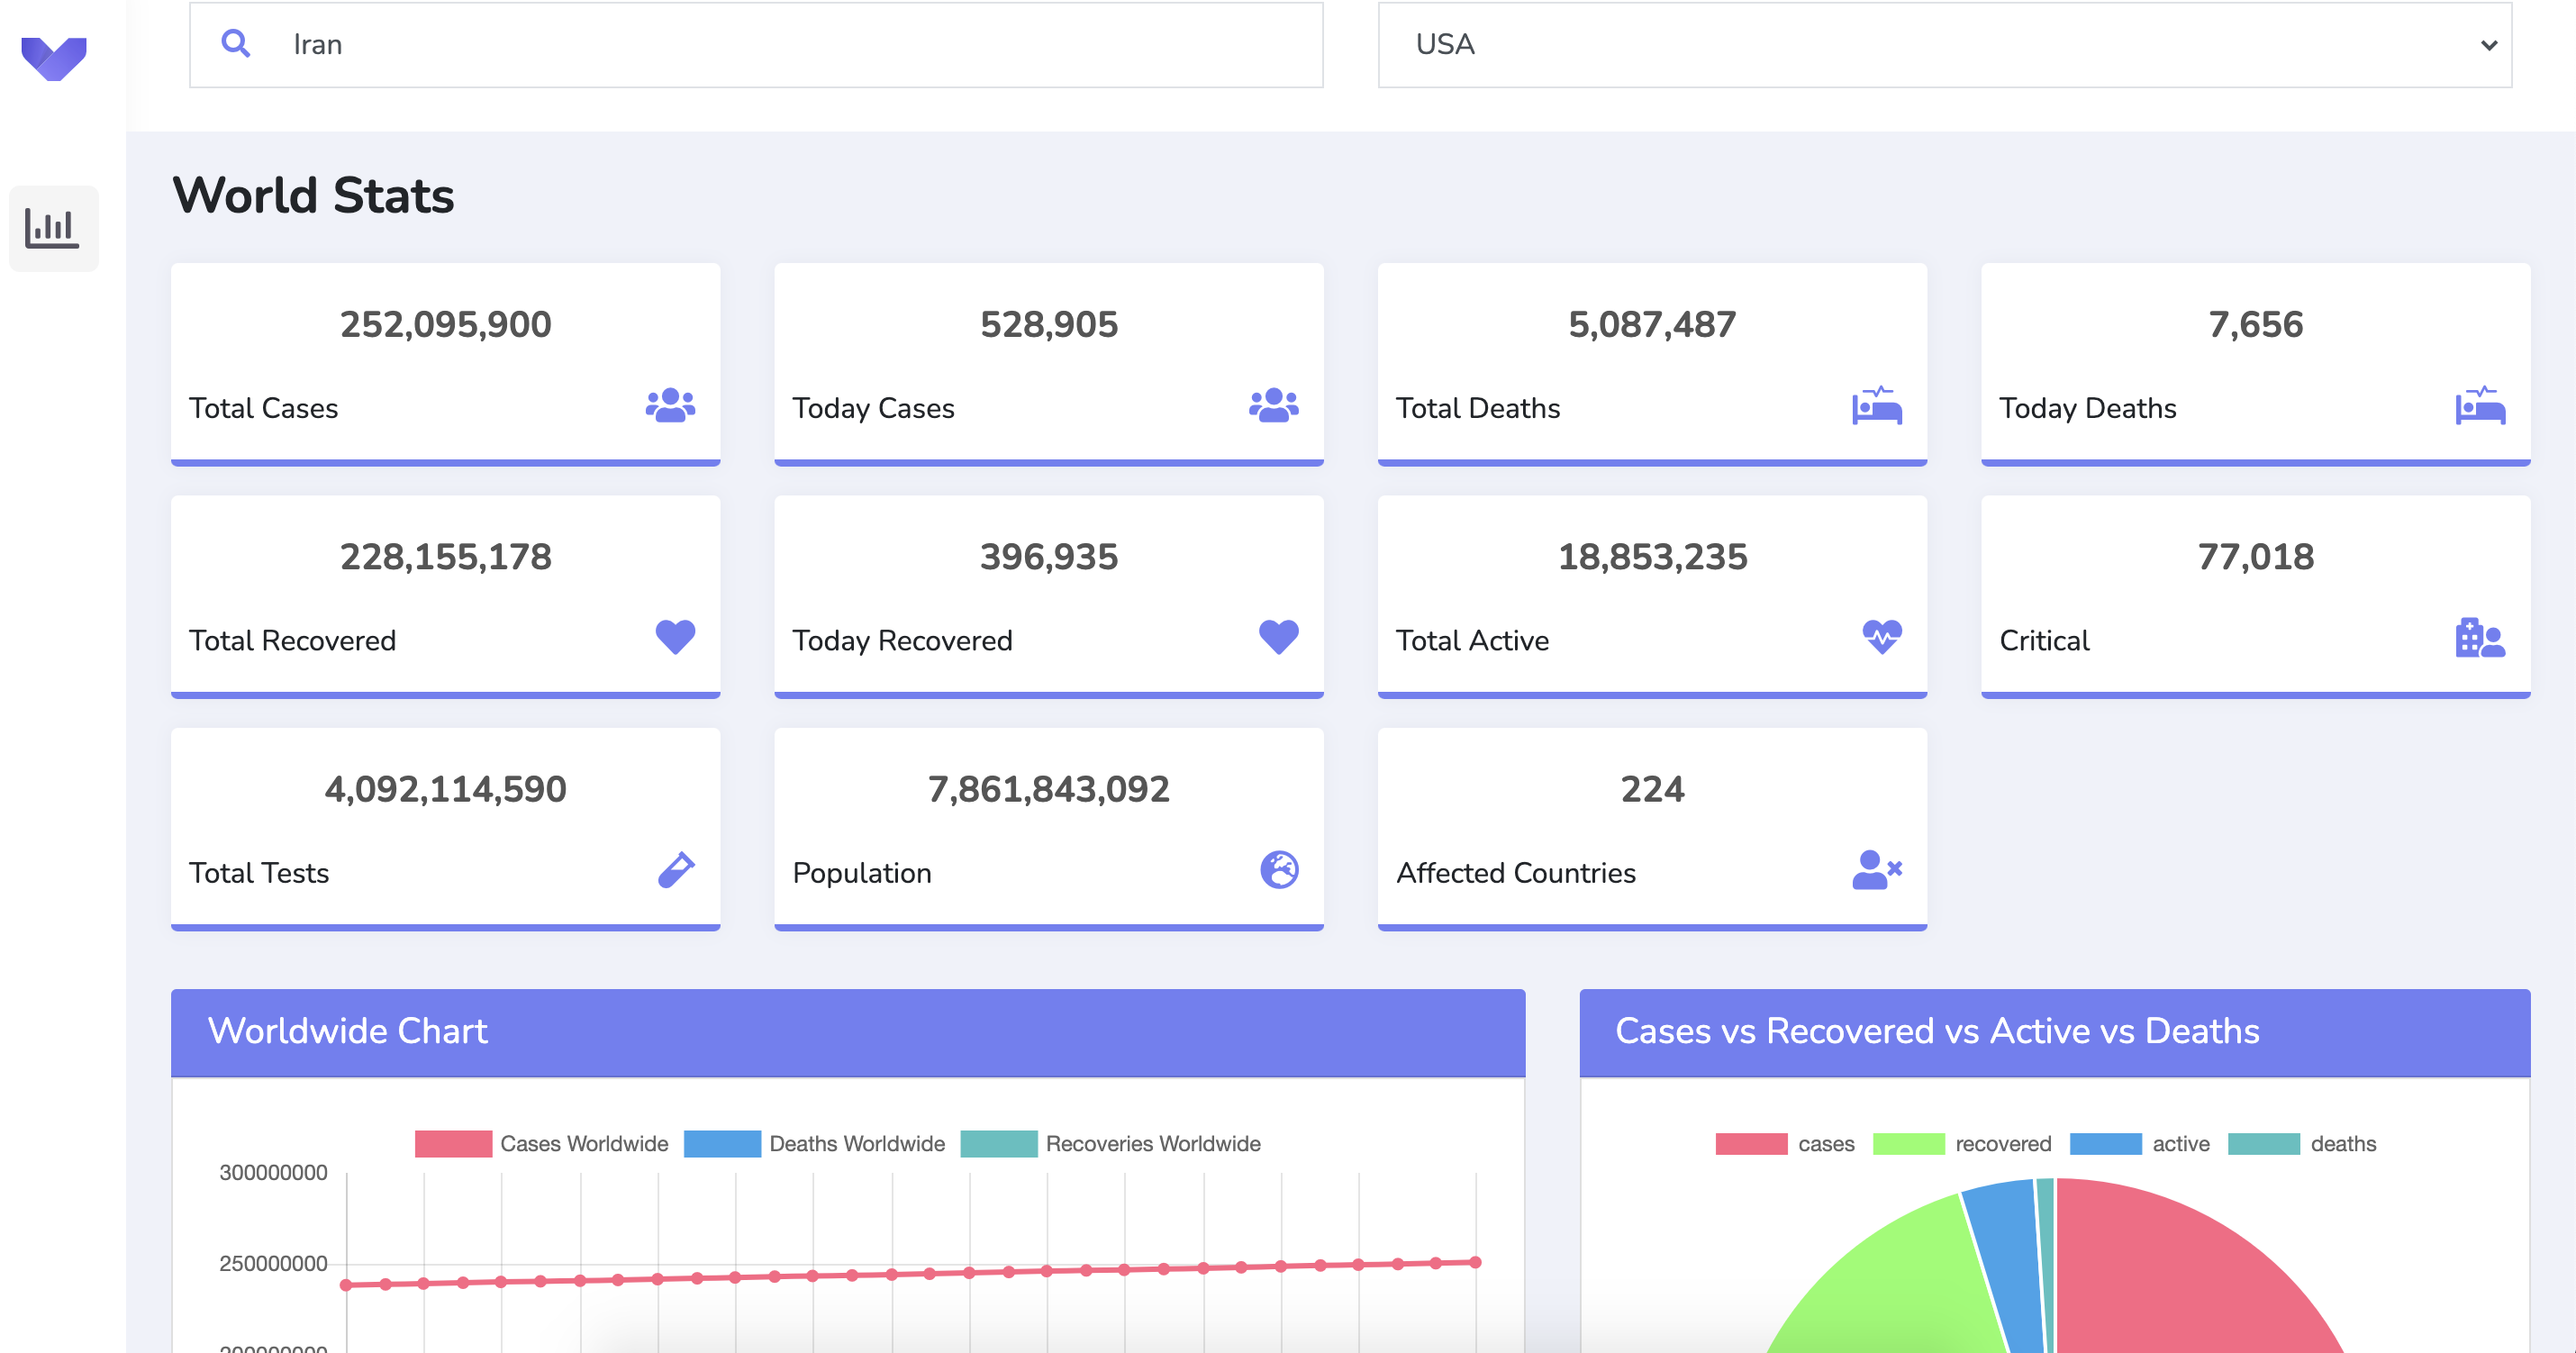 Iran
USA
World Stats
252,095,900
Total Cases
528,905
Today Cases
5,087,487
Total Deaths
7,656
Today Deaths
228,155,178
Total Recovered
396,935
Today Recovered
18,853,235
Total Active
77,018
Critical
4,092,114,590
Total Tests
7,861,843,092
Population
224
Affected Countries
Worldwide Chart
Cases Worldwide Deaths Worldwide Recoveries Worldwide
300000000
250000000
Cases vs Recovered vs Active vs Deaths
cases recovered active deaths